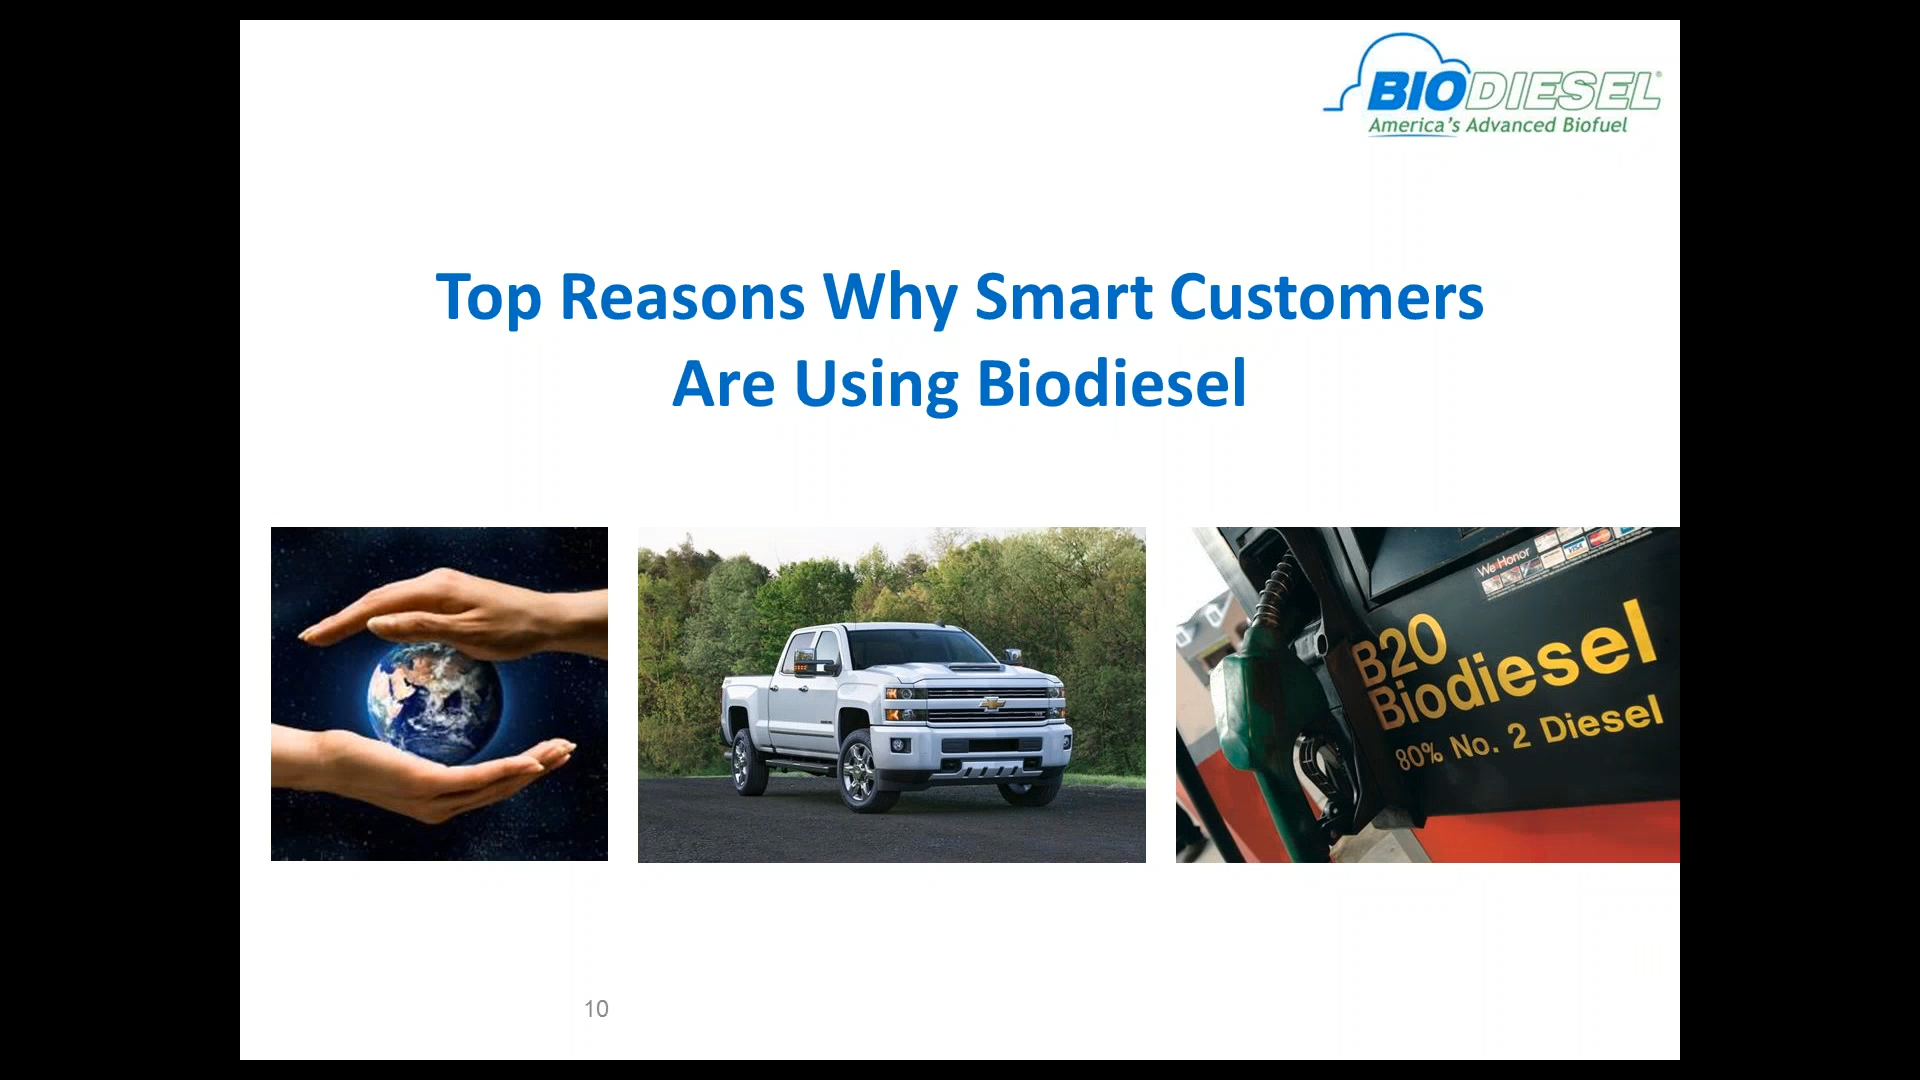 BIODIESEL®
America's Advanced Biofuel
Top Reasons Why Smart Customers
Are Using Biodiesel
We Honor
VISA
B20
Biodiesel
80% No. 2 Diesel
10